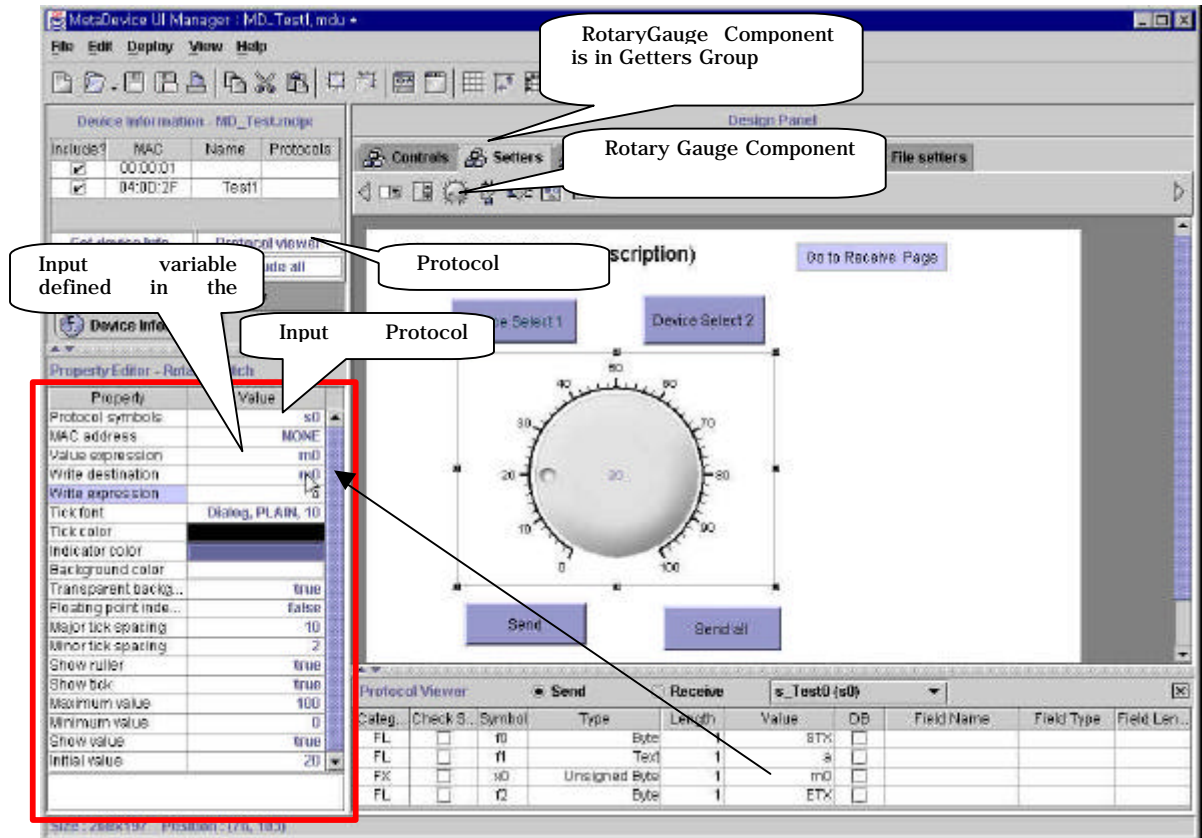 MetaDevice UI Manager : MD_Test1, mdu *
File Edit Deploy View Help
RotaryGauge Component
is in Getters Group
Device Information - MD_Test.mdpx
Design Panel
Include? MAC Name Protocols
00:00:01
04:0D:2F Test1
Controls Setters
Rotary Gauge Component
File setters
Get device Info
Protocol viewer
Protocol
Input variable
defined in the
Go to Receive Page
Device Info
Input Protocol
Select 1
Device Select 2
Property Editor - Rotary Switch
Property Value
Protocol symbols s0
MAC address NONE
Value expression m0
Write destination m0
Write expression
Tick font Dialog, PLAIN, 10
Tick color
Indicator color
Background color
Transparent backg... true
Floating point inde... false
Major tick spacing 10
Minor tick spacing 2
Show ruler true
Show tick true
Maximum value 100
Minimum value 0
Show value true
Initial value 20
0 10 20 30 40 50 60 70 80 90 100
20
Send
Send all
Protocol Viewer Send Receive s_Test0 (s0)
Categ... Check S... Symbol Type Length Value DB Field Name Field Type Field Len...
FL f0 Byte 1 STX
FL f1 Text 1 a
FX x0 Unsigned Byte 1 m0
FL f2 Byte 1 ETX